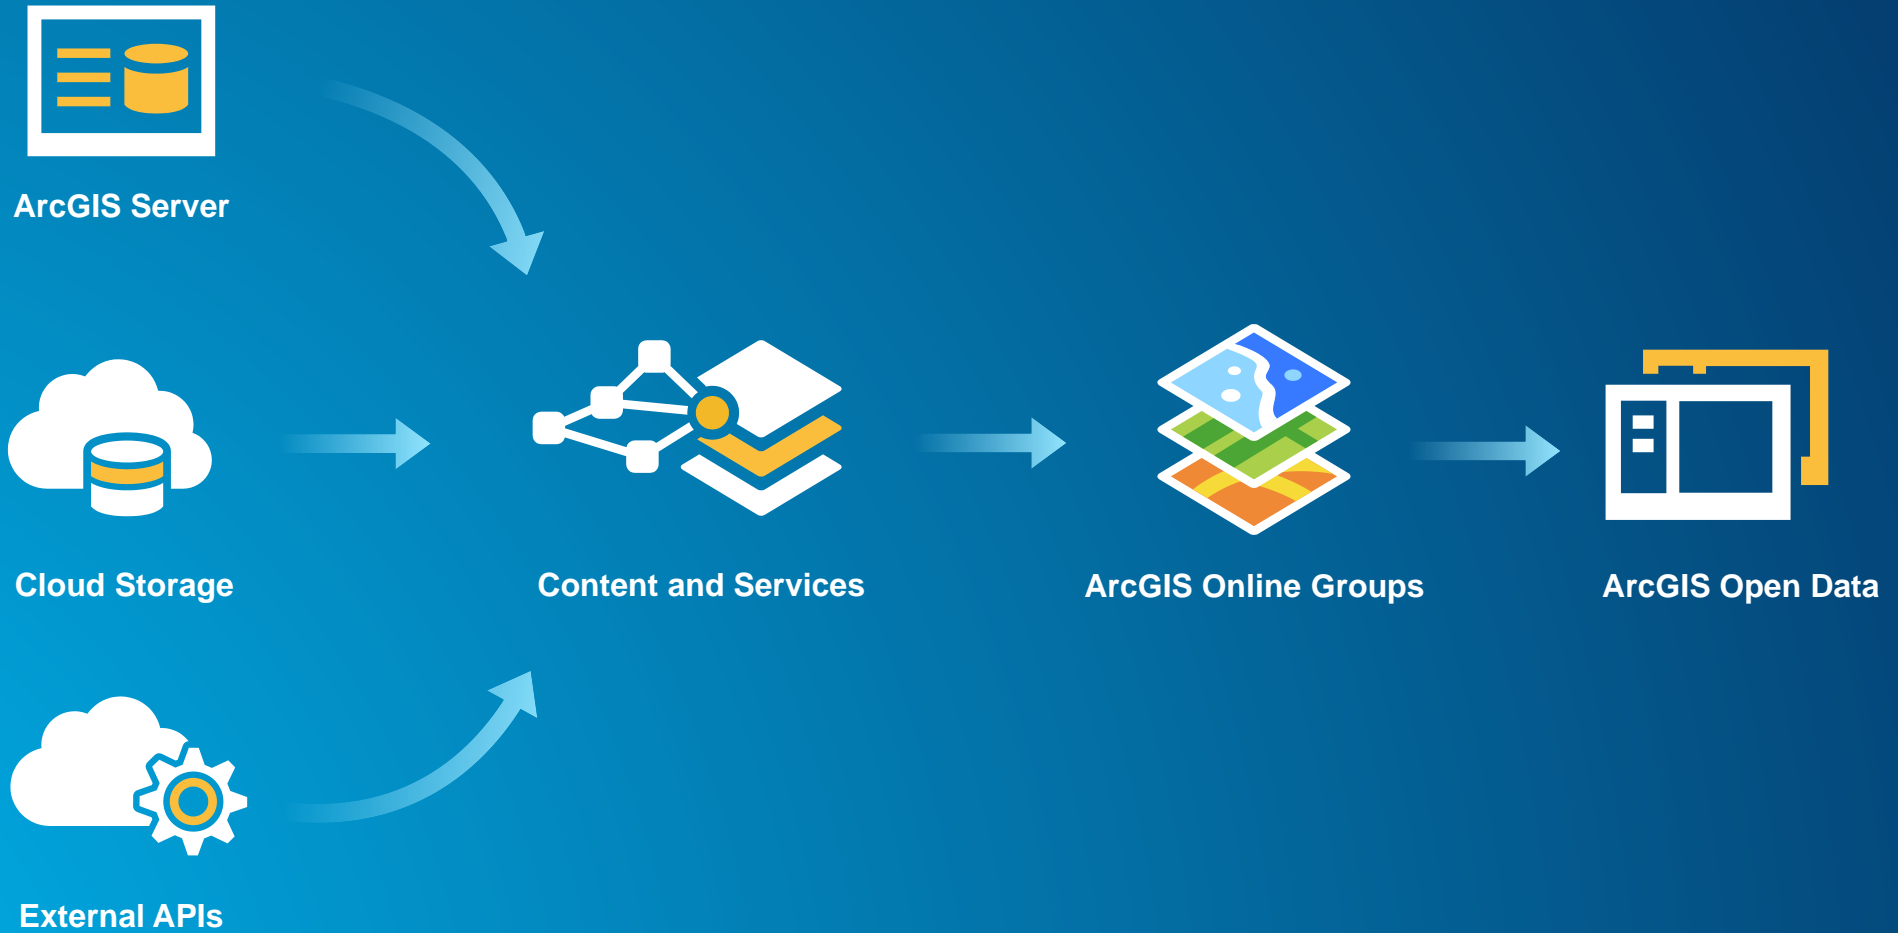 ArcGIS Server
Cloud Storage
Content and Services
ArcGIS Online Groups
ArcGIS Open Data
External APIs